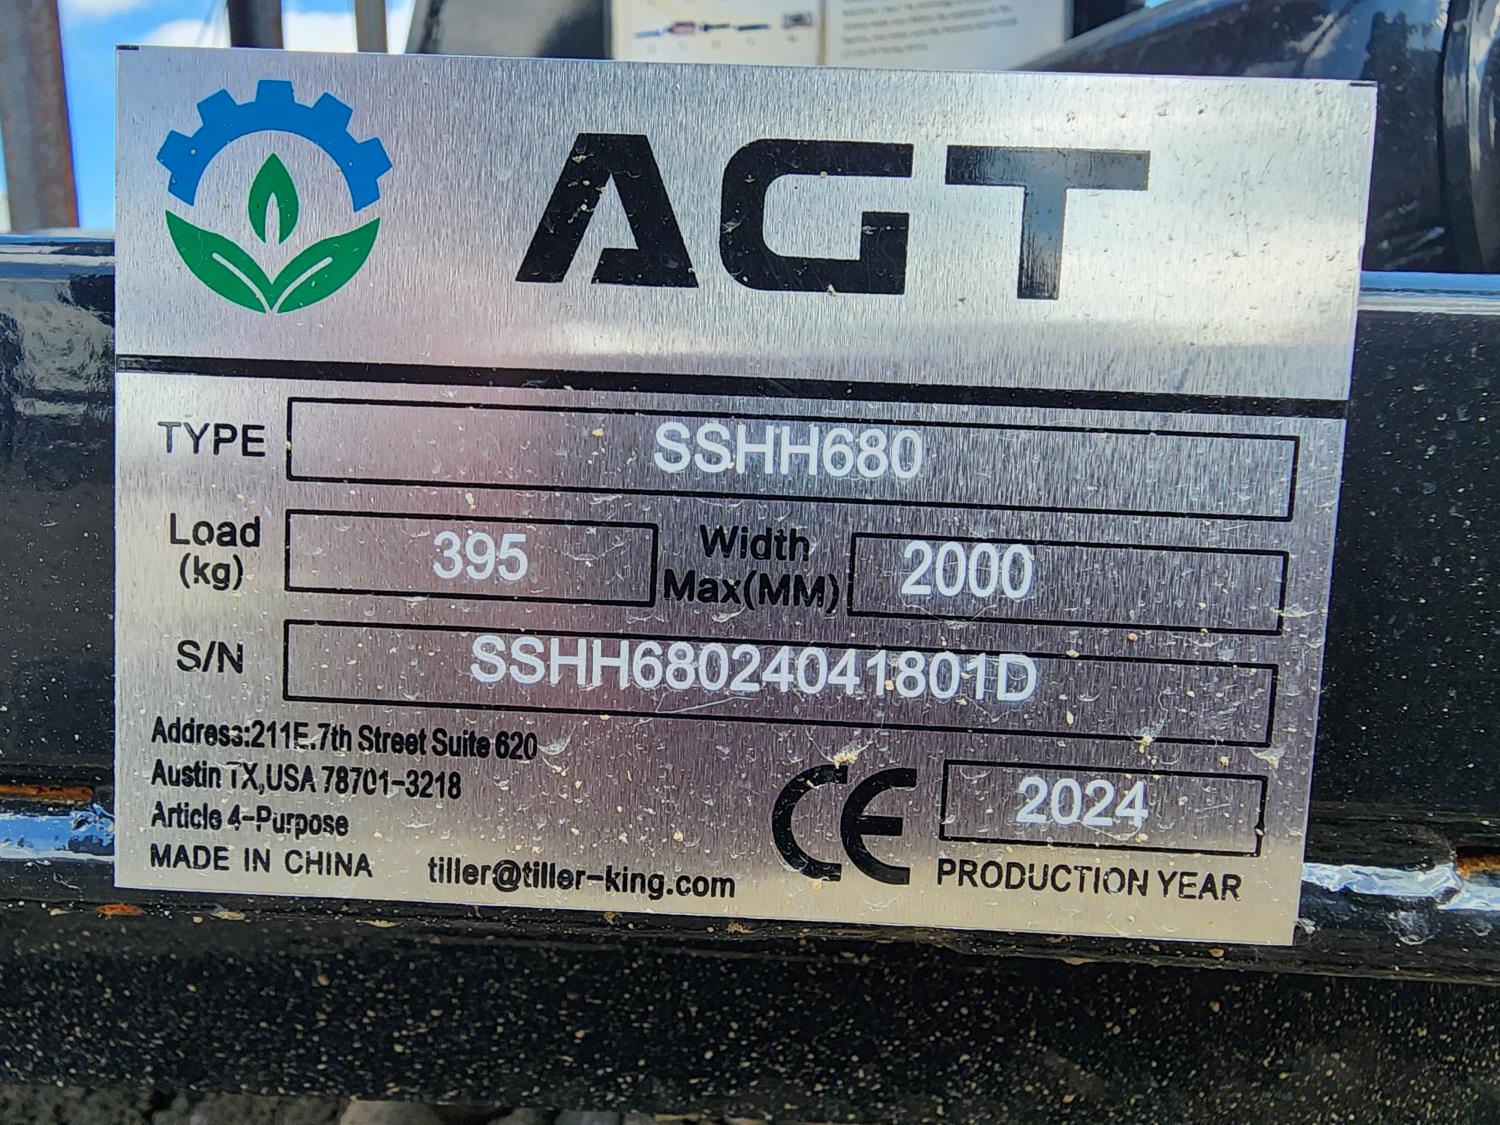 AGT
TYPE SSHH680
Load (kg) 395 Width Max(MM) 2000
S/N SSHH68024041801D
Address:211E.7th Street Suite 620
Austin TX,USA 78701-3218
Article 4-Purpose
MADE IN CHINA
tiller@tiller-king.com
CE
2024
PRODUCTION YEAR